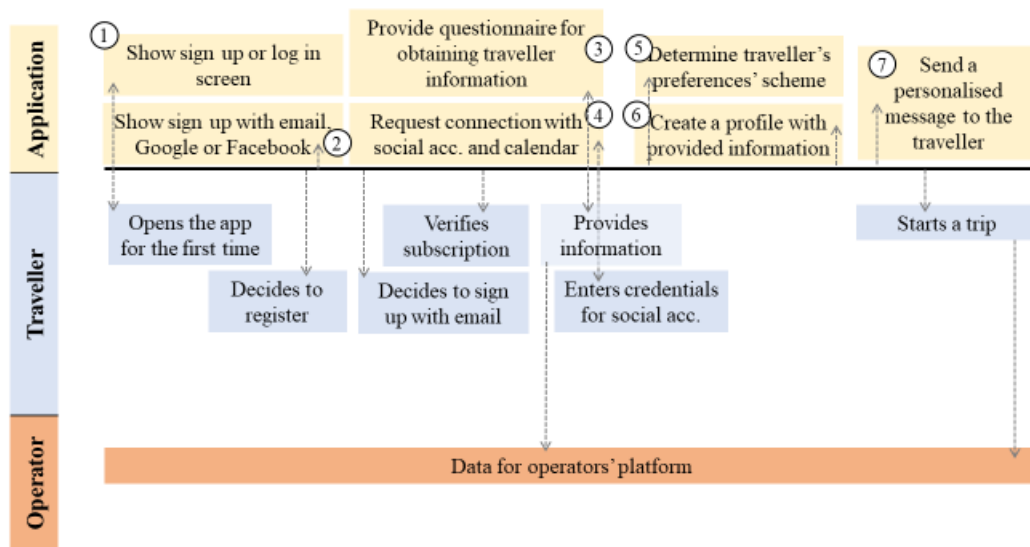 Application
1
Show sign up or log in
screen
Show sign up with email,
Google or Facebook
2
Provide questionnaire for
obtaining traveller
information
3
Request connection with
social acc. and calendar
4
5
Determine traveller's
preferences' scheme
6
Create a profile with
provided information
7
Send a
personalised
message to the
traveller
Traveller
Opens the app
for the first time
Decides to
register
Verifies
subscription
Decides to sign
up with email
Provides
information
Enters credentials
for social acc.
Starts a trip
Operator
Data for operators' platform